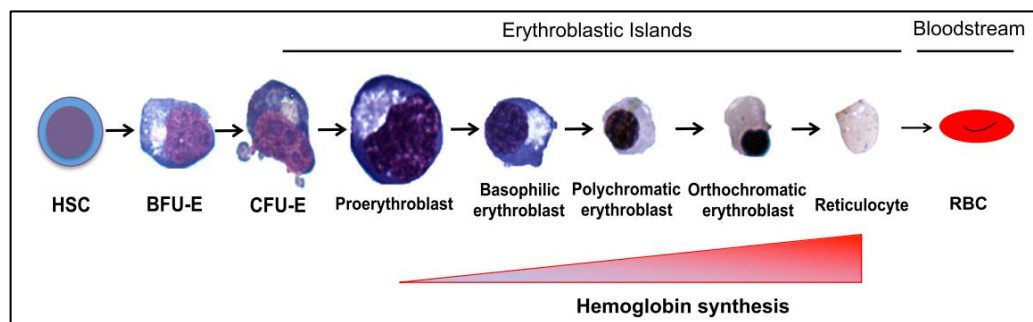 Erythroblastic Islands
Bloodstream
HSC
BFU-E
CFU-E
Proerythroblast
Basophilic
erythroblast
Polychromatic
erythroblast
Orthochromatic
erythroblast
Reticulocyte
RBC
Hemoglobin synthesis